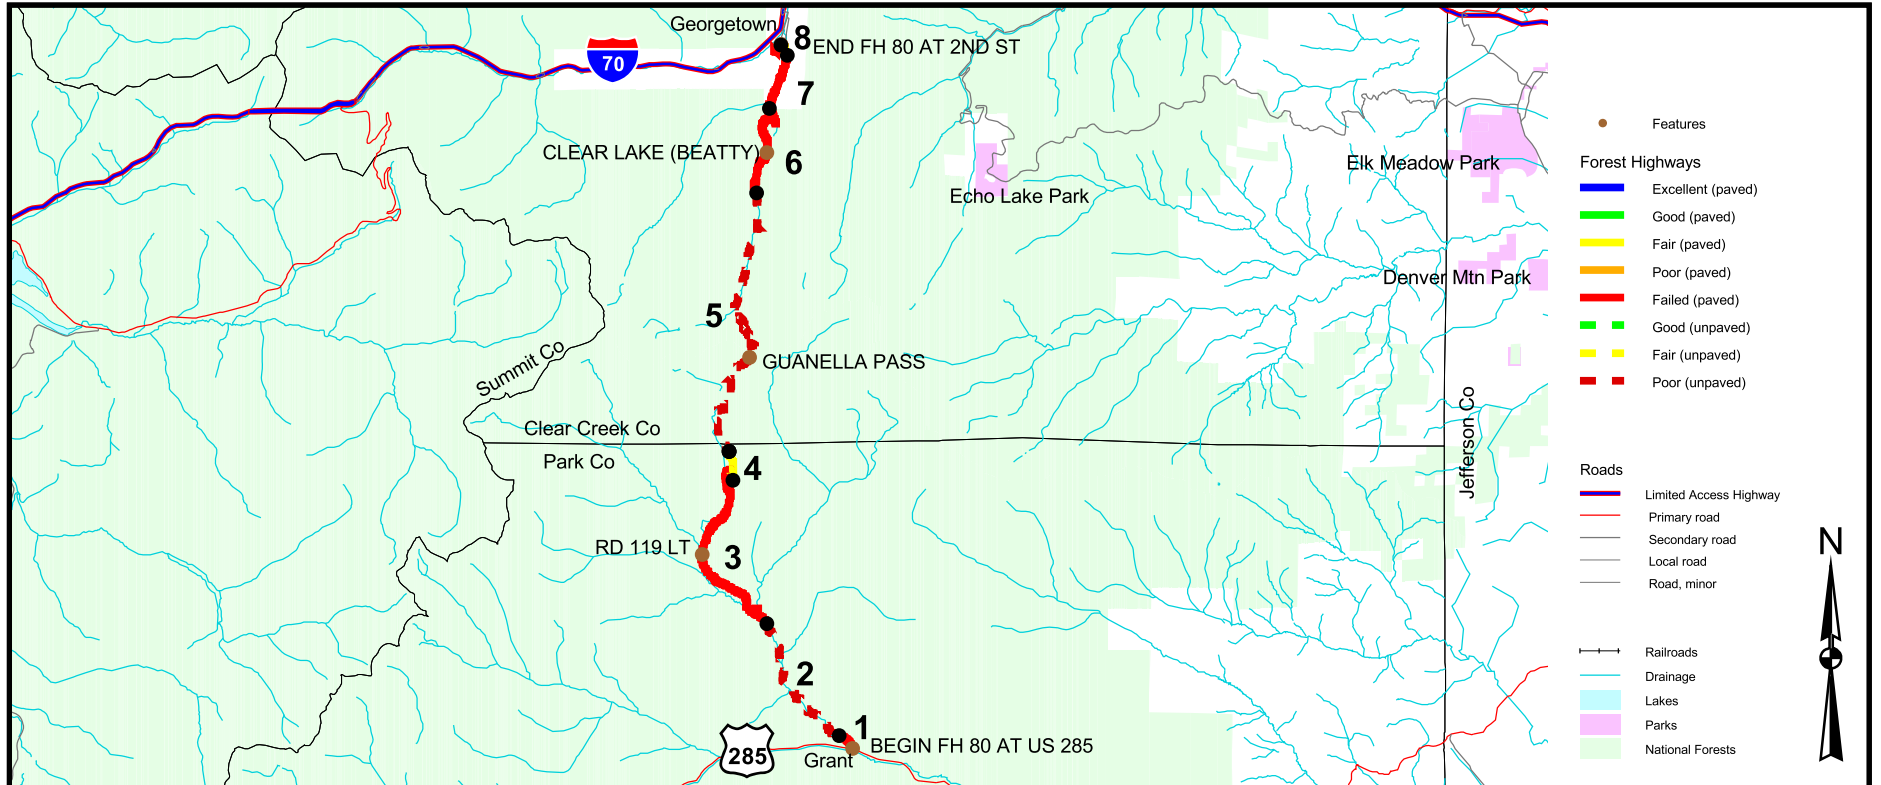 Georgetown
8
END FH 80 AT 2ND ST
70
7
CLEAR LAKE (BEATTY)
6
Echo Lake Park
Elk Meadow Park
Denver Mtn Park
5
GUANELLA PASS
Summit Co
Clear Creek Co
Park Co
Jefferson Co
4
RD 119 LT
3
2
1
BEGIN FH 80 AT US 285
285
Grant
Features
Forest Highways
Excellent (paved)
Good (paved)
Fair (paved)
Poor (paved)
Failed (paved)
Good (unpaved)
Fair (unpaved)
Poor (unpaved)
Roads
Limited Access Highway
Primary road
Secondary road
Local road
Road, minor
Railroads
Drainage
Lakes
Parks
National Forests
N